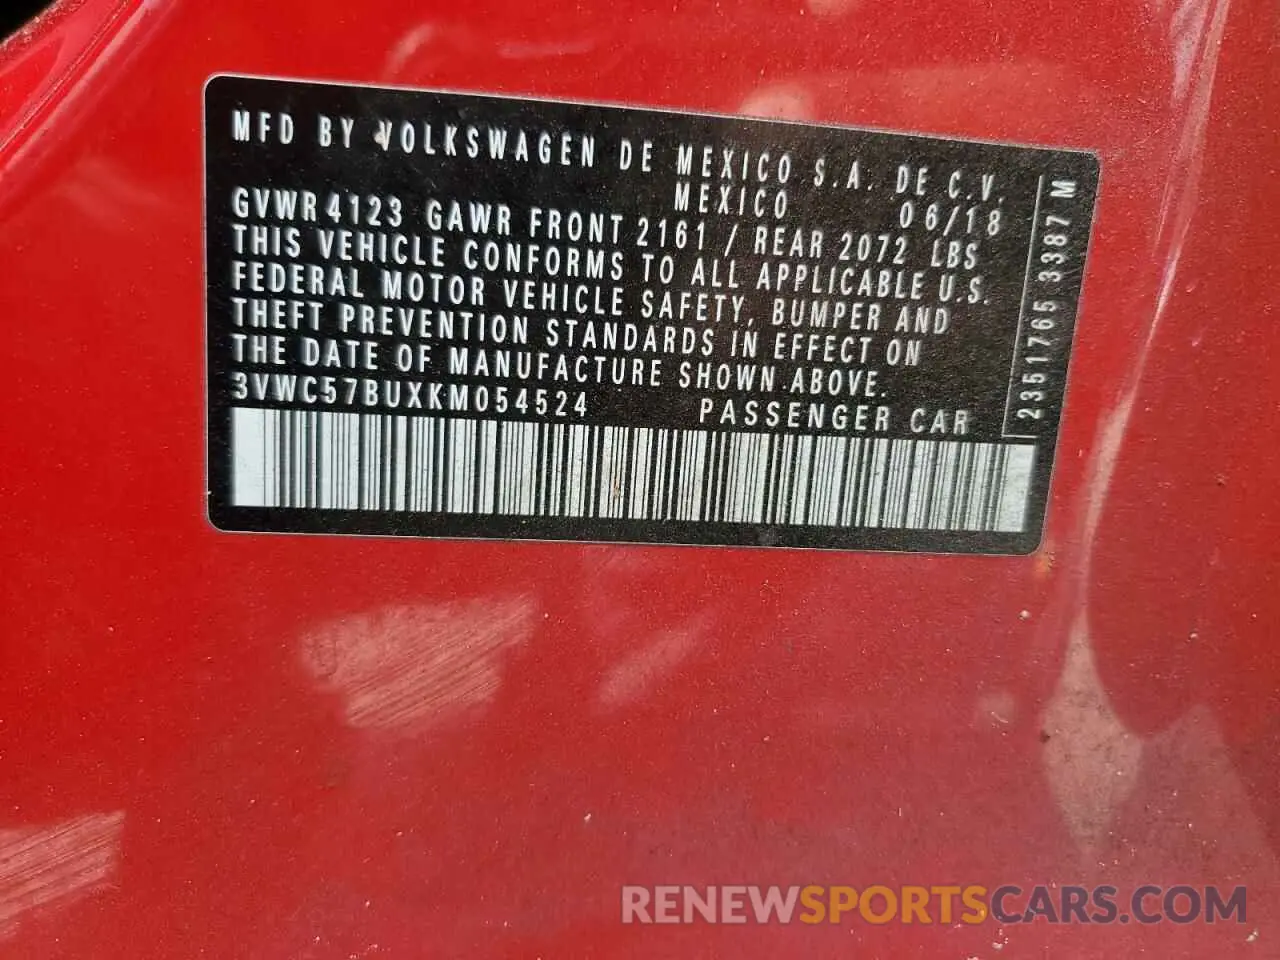 MFD BY VOLKSWAGEN DE MEXICO S.A. DE C.V.
MEXICO 06/18
GVWR 4123 GAWR FRONT 2161 / REAR 2072 LBS
THIS VEHICLE CONFORMS TO ALL APPLICABLE U.S.
FEDERAL MOTOR VEHICLE SAFETY, BUMPER AND
THEFT PREVENTION STANDARDS IN EFFECT ON
THE DATE OF MANUFACTURE SHOWN ABOVE.
3VWC57BUXKM054524 PASSENGER CAR
2351765 3387 M
RENEWSPORTSCARS.COM